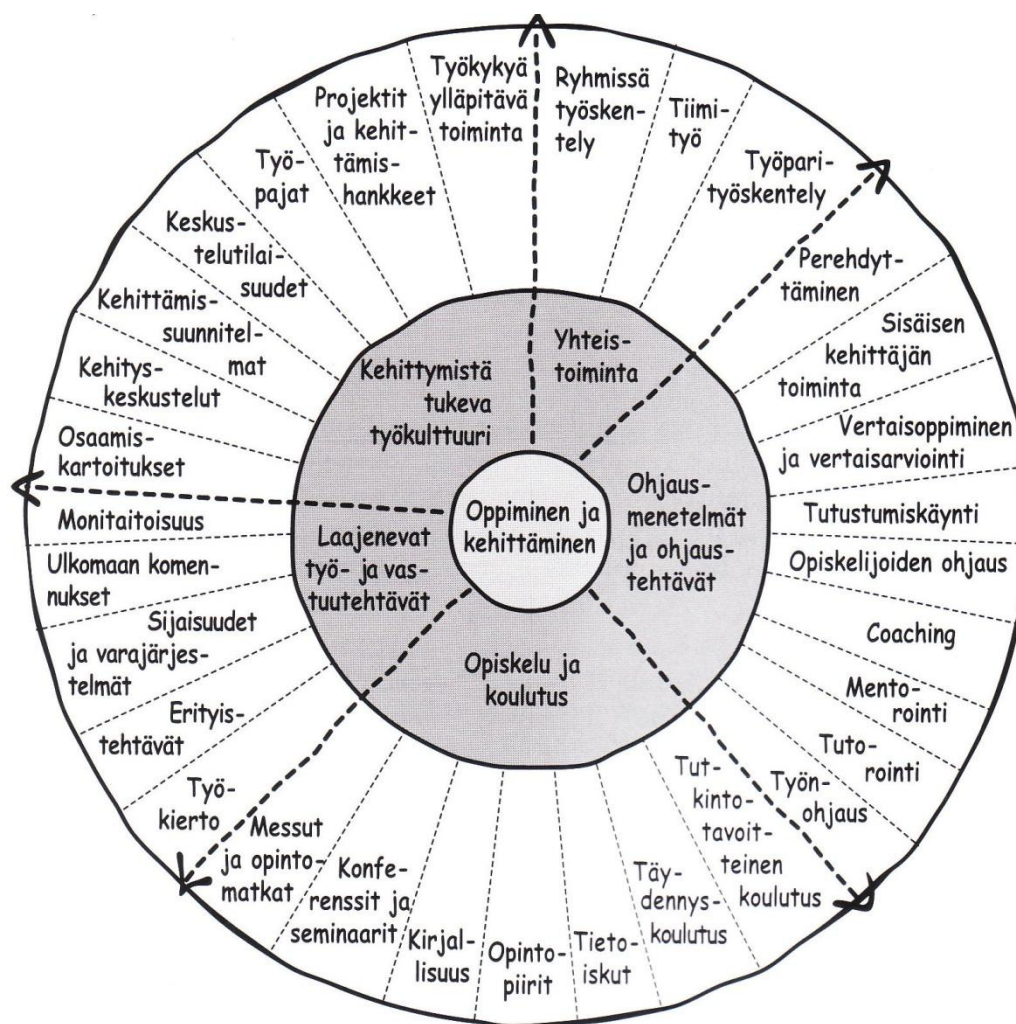 Työkykyä
ylläpitävä
toiminta
Ryhmissä
työsken-
tely
Tiimi-
työ
Työpari-
työskentely
Perehdyt-
täminen
Sisäisen
kehittäjän
toiminta
Vertaisoppiminen
ja vertaisarviointi
Tutustumiskäynti
Opiskelijoiden ohjaus
Coaching
Mento-
rointi
Tuto-
rointi
Työn-
ohjaus
Tut-
kinto-
tavoit-
teinen
koulutus
Täy-
dennys-
koulutus
Tieto-
iskut
Opinto-
piirit
Kirjal-
lisuus
Konfe-
renssit ja
seminaarit
Messut
ja opinto-
matkat
Työ-
kierto
Erityis-
tehtävät
Sijaisuudet
ja varajärjes-
telmät
Ulkomaan komen-
nukset
Monitaitoisuus
Osaamis-
kartoitukset
Kehitys-
keskustelut
Kehittämis-
suunnitel-
mat
Keskus-
telutilai-
suudet
Työ-
pajat
Projektit
ja kehit-
tämis-
hankkeet
Kehittymistä
tukeva
työkulttuuri
Yhteis-
toiminta
Ohjaus-
menetelmät
ja ohjaus-
tehtävät
Opiskelu ja
koulutus
Laajenevat
työ- ja vas-
tuutehtävät
Oppiminen ja
kehittäminen